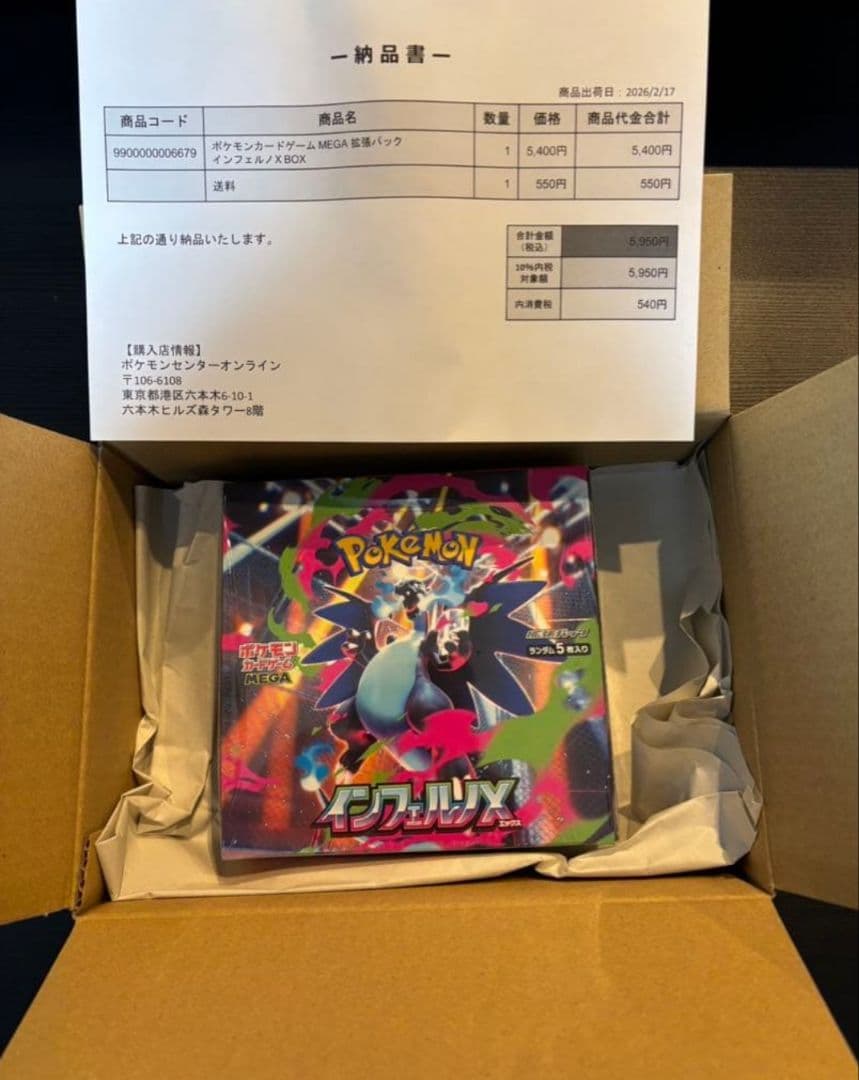 ー納品書ー
商品出荷日：2026/2/17
商品コード 商品名 数量 価格 商品代金合計
9900000006679 ポケモンカードゲーム MEGA 拡張パック
インフェルノX BOX 1 5,400円 5,400円
送料 1 550円 550円
上記の通り納品いたします。
合計金額
（税込） 5,950円
10%内税
対象額 5,950円
内消費税 540円
【購入店情報】
ポケモンセンターオンライン
〒106-6108
東京都港区六本木6-10-1
六本木ヒルズ森タワー8階
POKéMON
ポケモン
カードゲーム
MEGA
拡張パック
ランダム5枚入り
インフェルノX
エックス